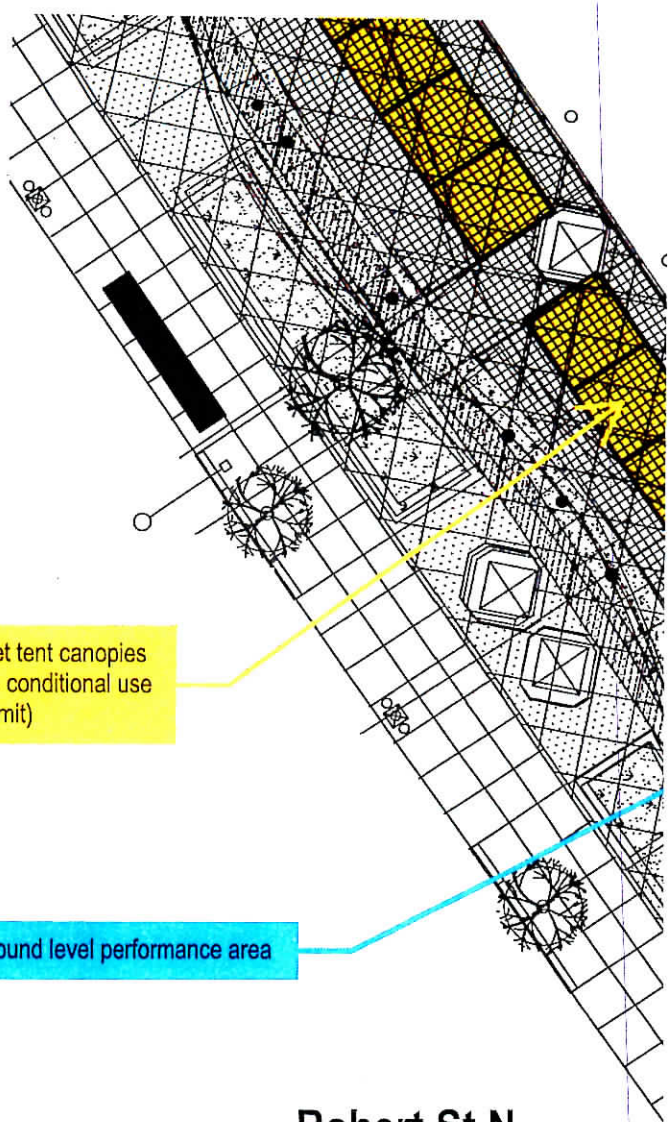 et tent canopies
conditional use
mit)
ound level performance area
Robert St N